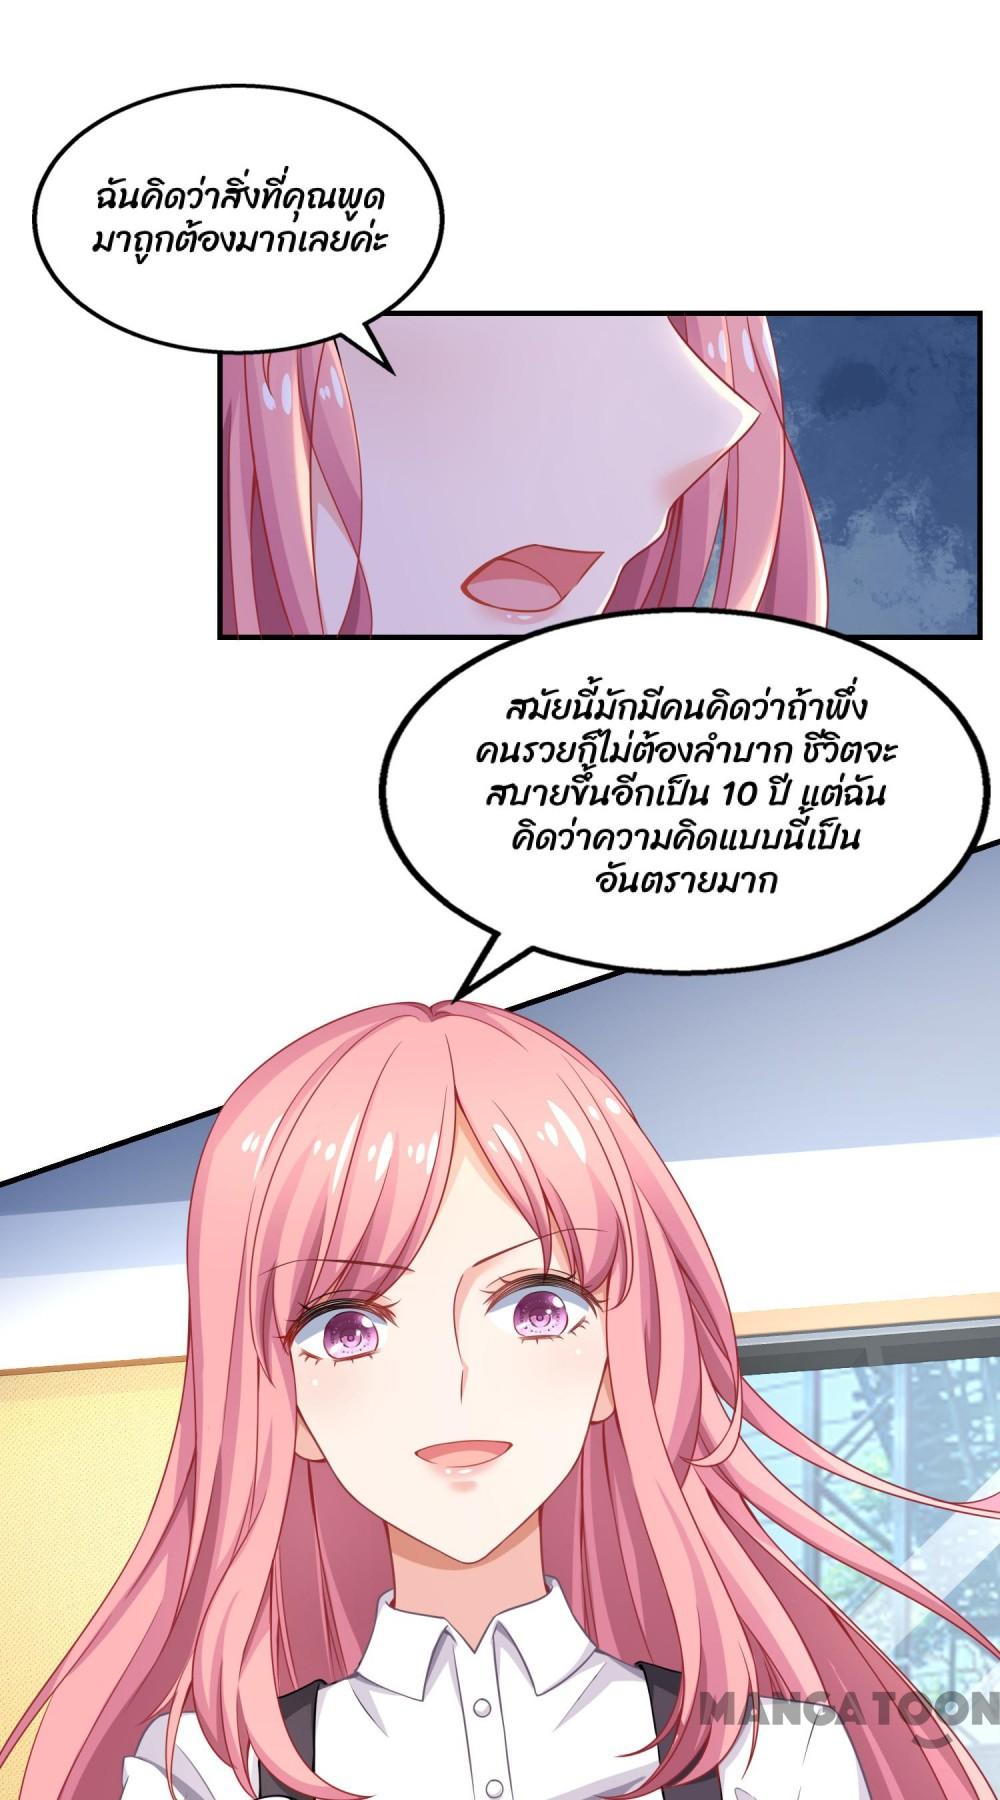 ฉันคิดว่าสิ่งที่คุณพูด
มาถูกต้องมากเลยค่ะ
สมัยนี้มักมีคนคิดว่าถ้าพึ่ง
คนรวยก็ไม่ต้องลำบาก ชีวิตจะ
สบายขึ้นอีกเป็น 10 ปี แต่ฉัน
คิดว่าความคิดแบบนี้เป็น
อันตรายมาก
MANGA TOON